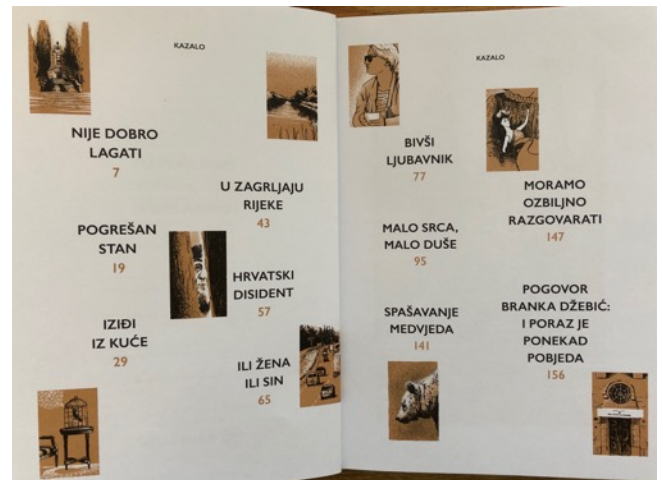 KAZALO
NIJE DOBRO
LAGATI
7
POGREŠAN
STAN
19
IZIĐI
IZ KUĆE
29
U ZAGRLJAJU
RIJEKE
43
HRVATSKI
DISIDENT
57
ILI ŽENA
ILI SIN
65
KAZALO
BIVŠI
LJUBAVNIK
77
MALO SRCA,
MALO DUŠE
95
SPAŠAVANJE
MEDVJEDA
141
MORAMO
OZBILJNO
RAZGOVARATI
147
POGOVOR
BRANKA DŽEBIĆ:
I PORAZ JE
PONEKAD
POBJEDA
156